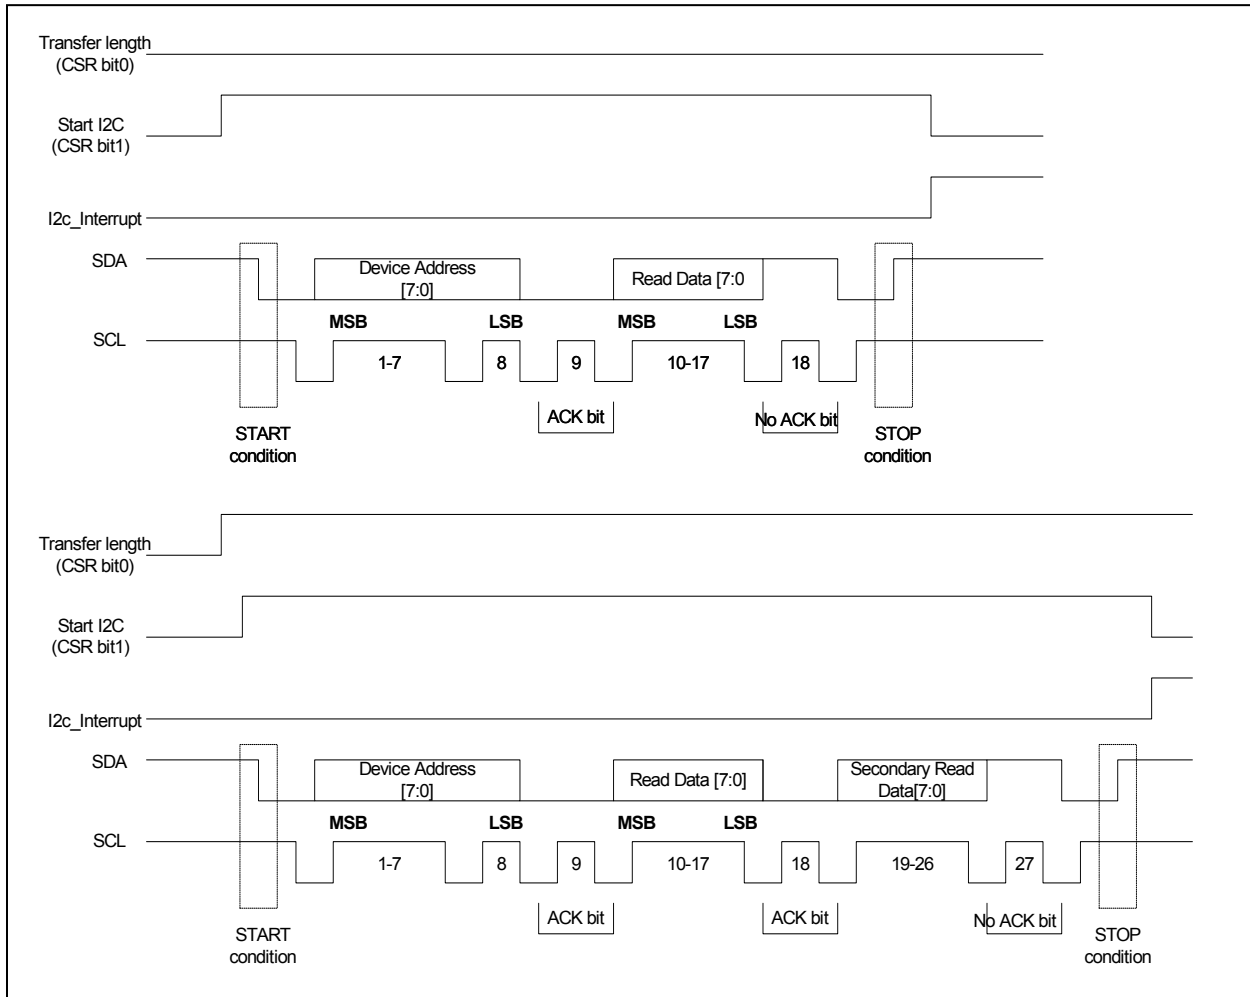 Transfer length
(CSR bit0)
Start I2C
(CSR bit1)
I2c_Interrupt
SDA
Device Address
[7:0]
Read Data [7:0
MSB
LSB
MSB
LSB
SCL
1-7
8
9
10-17
18
ACK bit
No ACK bit
START
condition
STOP
condition
Transfer length
(CSR bit0)
Start I2C
(CSR bit1)
I2c_Interrupt
SDA
Device Address
[7:0]
Read Data [7:0]
Secondary Read
Data[7:0]
MSB
LSB
MSB
LSB
SCL
1-7
8
9
10-17
18
19-26
27
ACK bit
ACK bit
No ACK bit
START
condition
STOP
condition